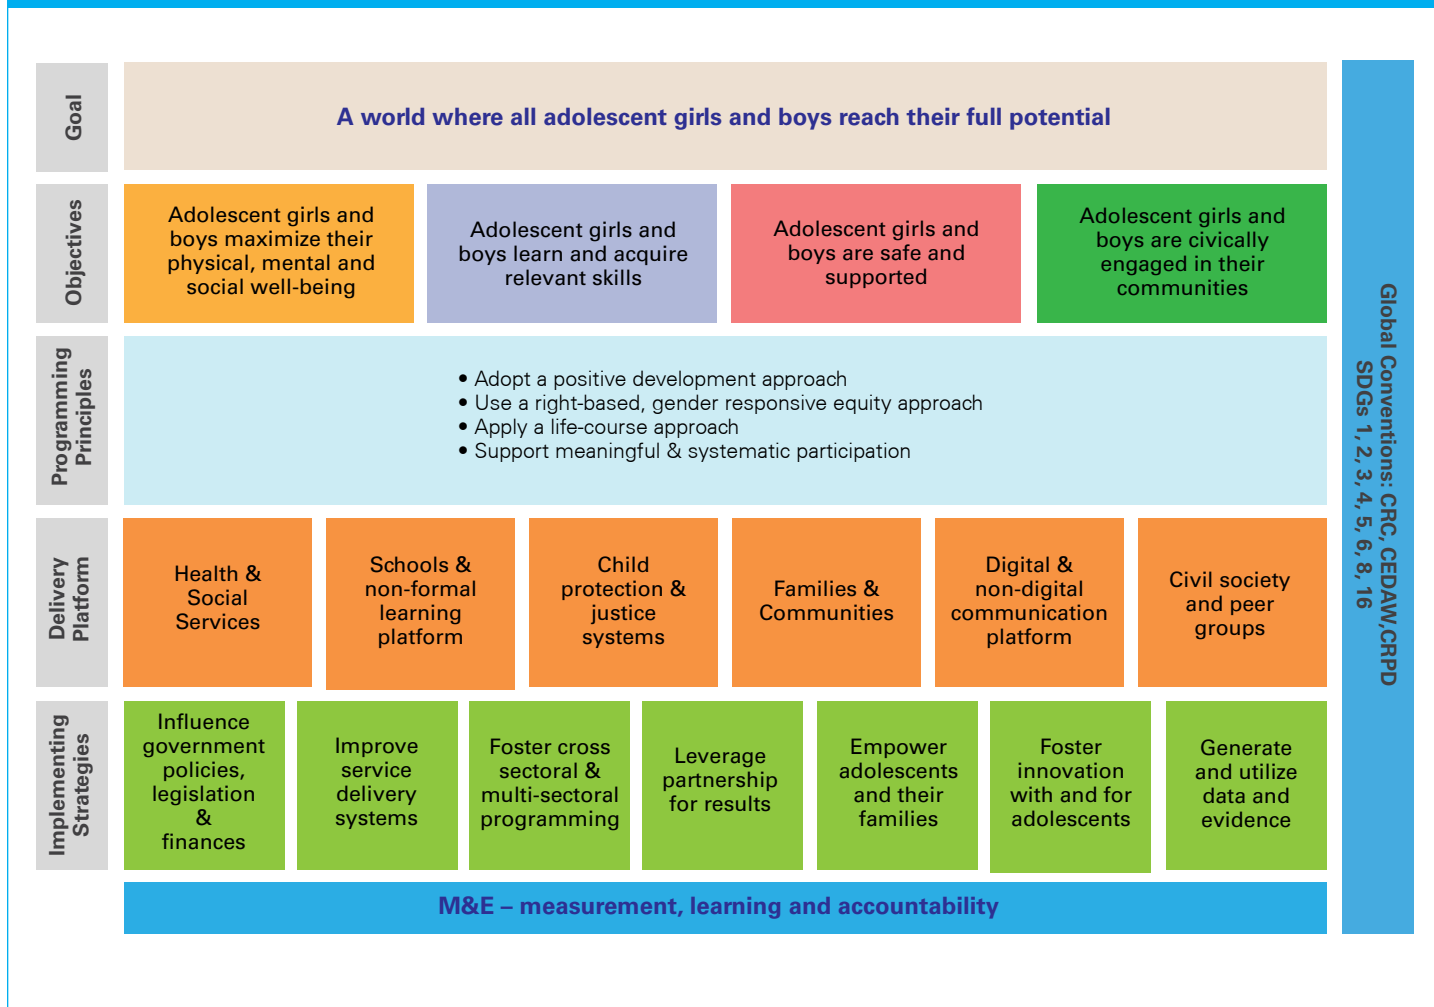 Goal
A world where all adolescent girls and boys reach their full potential
Objectives
Adolescent girls and
boys maximize their
physical, mental and
social well-being
Adolescent girls and
boys learn and acquire
relevant skills
Adolescent girls and
boys are safe and
supported
Adolescent girls and
boys are civically
engaged in their
communities
Programming
Principles
• Adopt a positive development approach
• Use a right-based, gender responsive equity approach
• Apply a life-course approach
• Support meaningful & systematic participation
Delivery
Platform
Health &
Social
Services
Schools &
non-formal
learning
platform
Child
protection &
justice
systems
Families &
Communities
Digital &
non-digital
communication
platform
Civil society
and peer
groups
Implementing
Strategies
Influence
government
policies,
legislation
&
finances
Improve
service
delivery
systems
Foster cross
sectoral &
multi-sectoral
programming
Leverage
partnership
for results
Empower
adolescents
and their
families
Foster
innovation
with and for
adolescents
Generate
and utilize
data and
evidence
M&E – measurement, learning and accountability
Global Conventions: CRC, CEDAW,CRPD
SDGs 1, 2, 3, 4, 5, 6, 8, 16